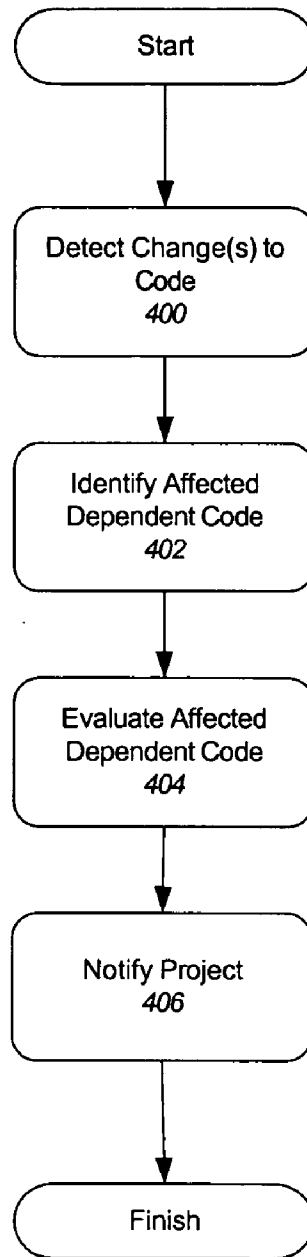 Start
Detect Change(s) to
Code
400
Identify Affected
Dependent Code
402
Evaluate Affected
Dependent Code
404
Notify Project
406
Finish